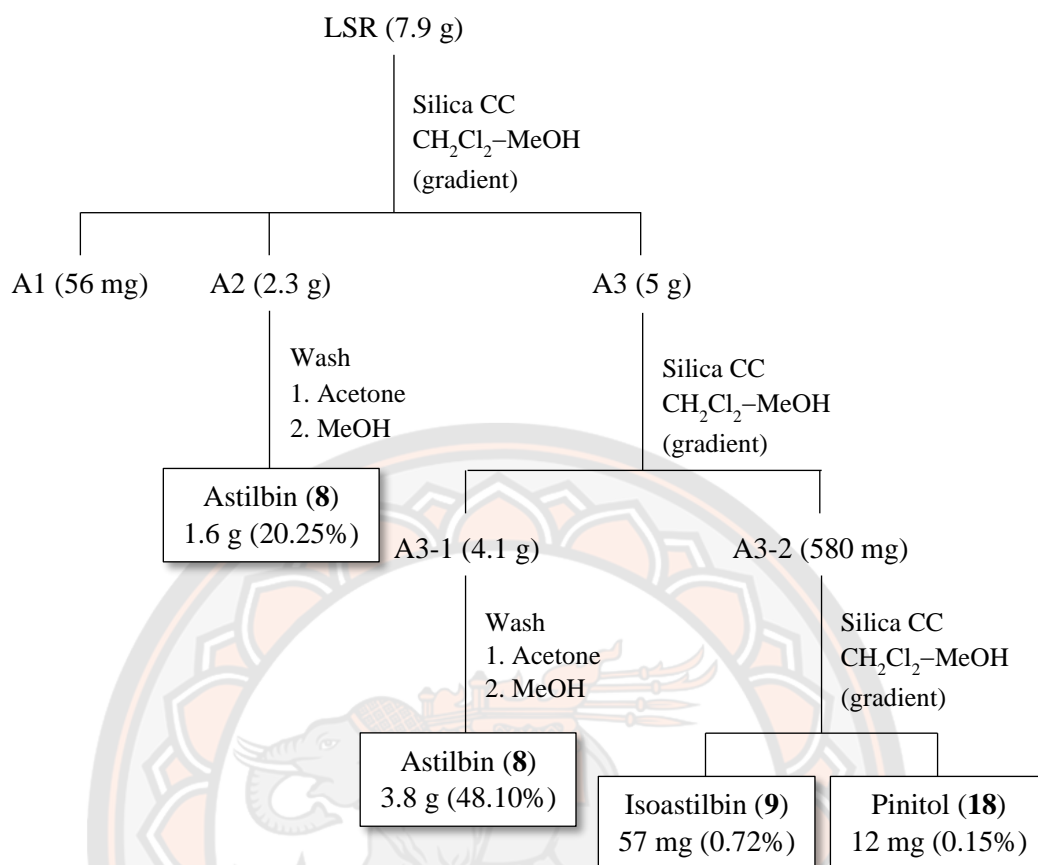 LSR (7.9 g)
Silica CC
CH₂Cl₂–MeOH
(gradient)
A1 (56 mg)
A2 (2.3 g)
A3 (5 g)
Wash
1. Acetone
2. MeOH
Silica CC
CH₂Cl₂–MeOH
(gradient)
Astilbin (8)
1.6 g (20.25%)
A3-1 (4.1 g)
A3-2 (580 mg)
Wash
1. Acetone
2. MeOH
Silica CC
CH₂Cl₂–MeOH
(gradient)
Astilbin (8)
3.8 g (48.10%)
Isoastilbin (9)
57 mg (0.72%)
Pinitol (18)
12 mg (0.15%)